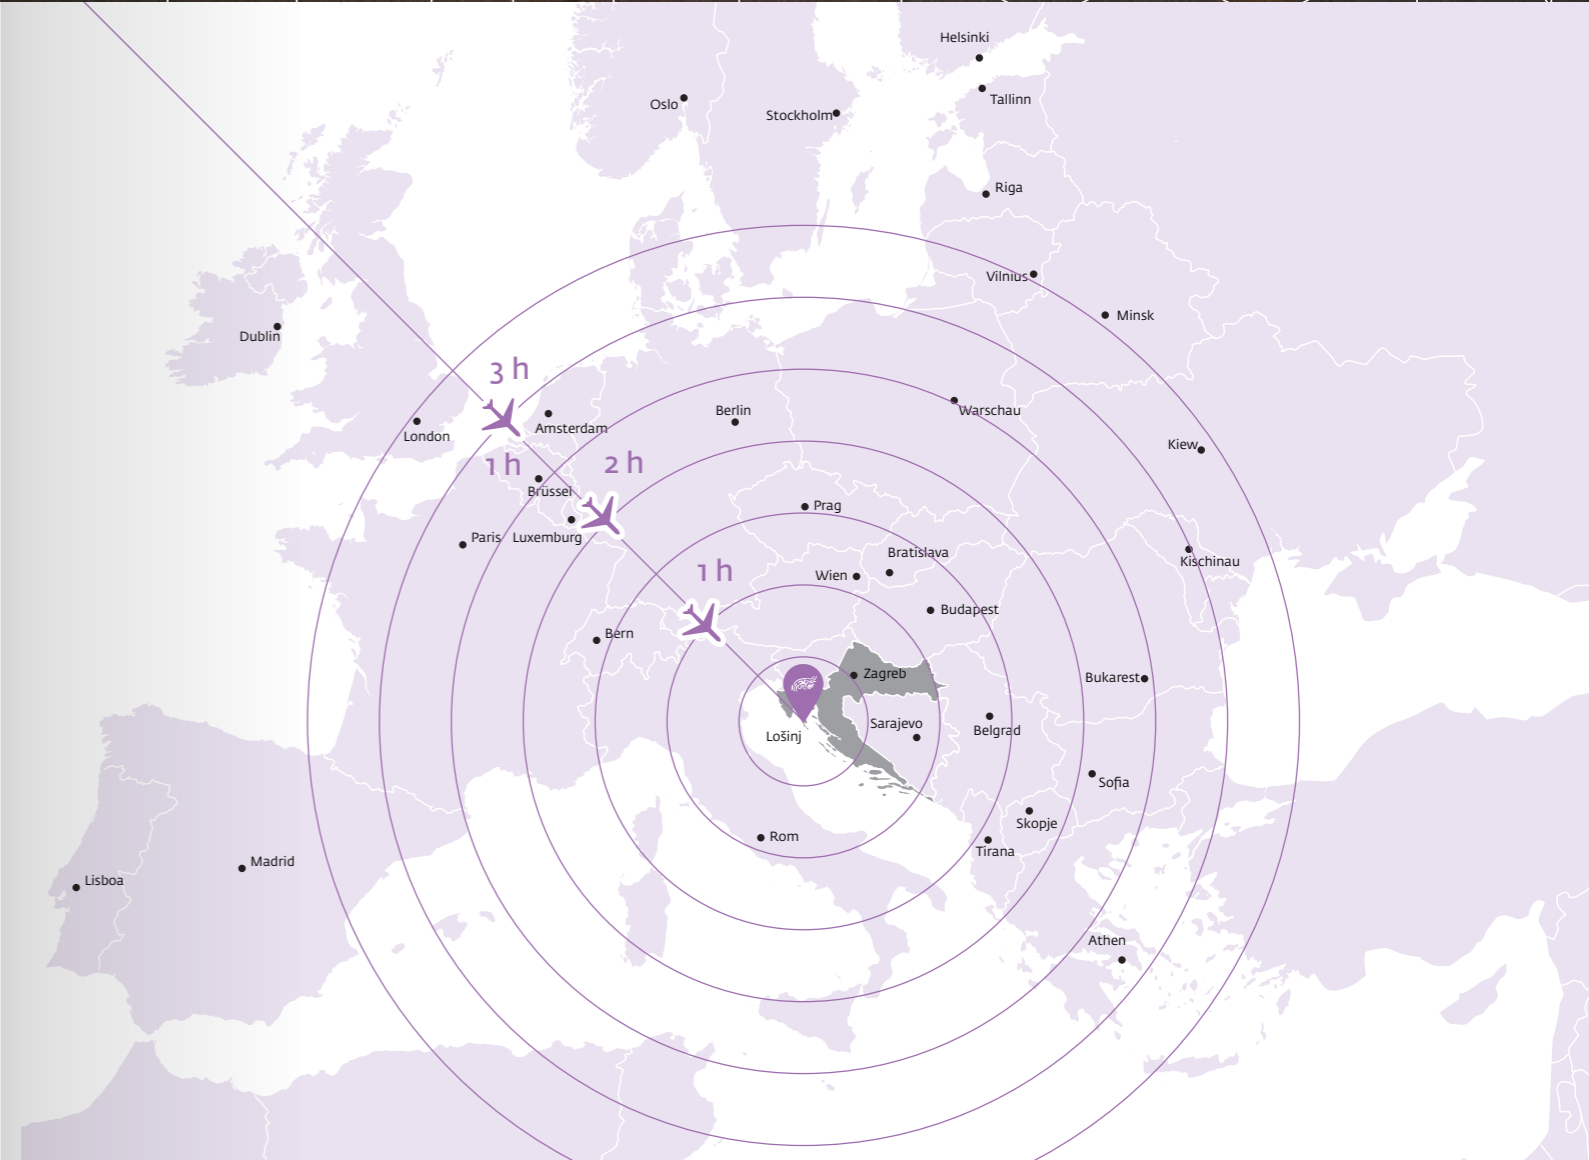 Helsinki
Tallinn
Oslo
Stockholm
Riga
Vilnius
Minsk
Dublin
3 h
London
Amsterdam
Berlin
Warschau
Kiew
1 h
2 h
Brüssel
Prag
Paris
Luxemburg
Bratislava
Kischinau
Wien
1 h
Budapest
Bern
Zagreb
Bukarest
Sarajevo
Belgrad
Lošinj
Sofia
Skopje
Rom
Tirana
Madrid
Lisboa
Athen